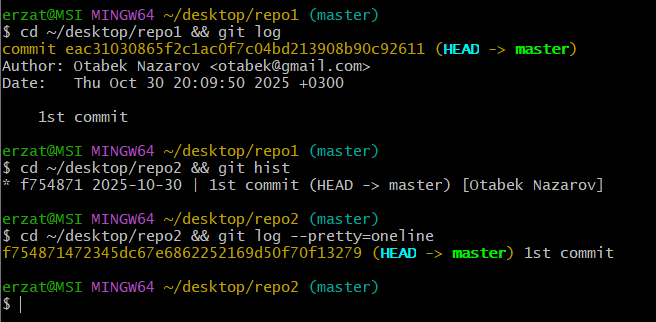 erzat@MSI MINGW64 ~/desktop/repo1 (master)
$ cd ~/desktop/repo1 && git log
commit eac31030865f2c1ac0f7c04bd213908b90c92611 (HEAD -> master)
Author: Otabek Nazarov <otabek@gmail.com>
Date:   Thu Oct 30 20:09:50 2025 +0300

    1st commit

erzat@MSI MINGW64 ~/desktop/repo1 (master)
$ cd ~/desktop/repo2 && git hist
* f754871 2025-10-30 | 1st commit (HEAD -> master) [Otabek Nazarov]

erzat@MSI MINGW64 ~/desktop/repo2 (master)
$ cd ~/desktop/repo2 && git log --pretty=oneline
f754871472345dc67e6862252169d50f70f13279 (HEAD -> master) 1st commit

erzat@MSI MINGW64 ~/desktop/repo2 (master)
$